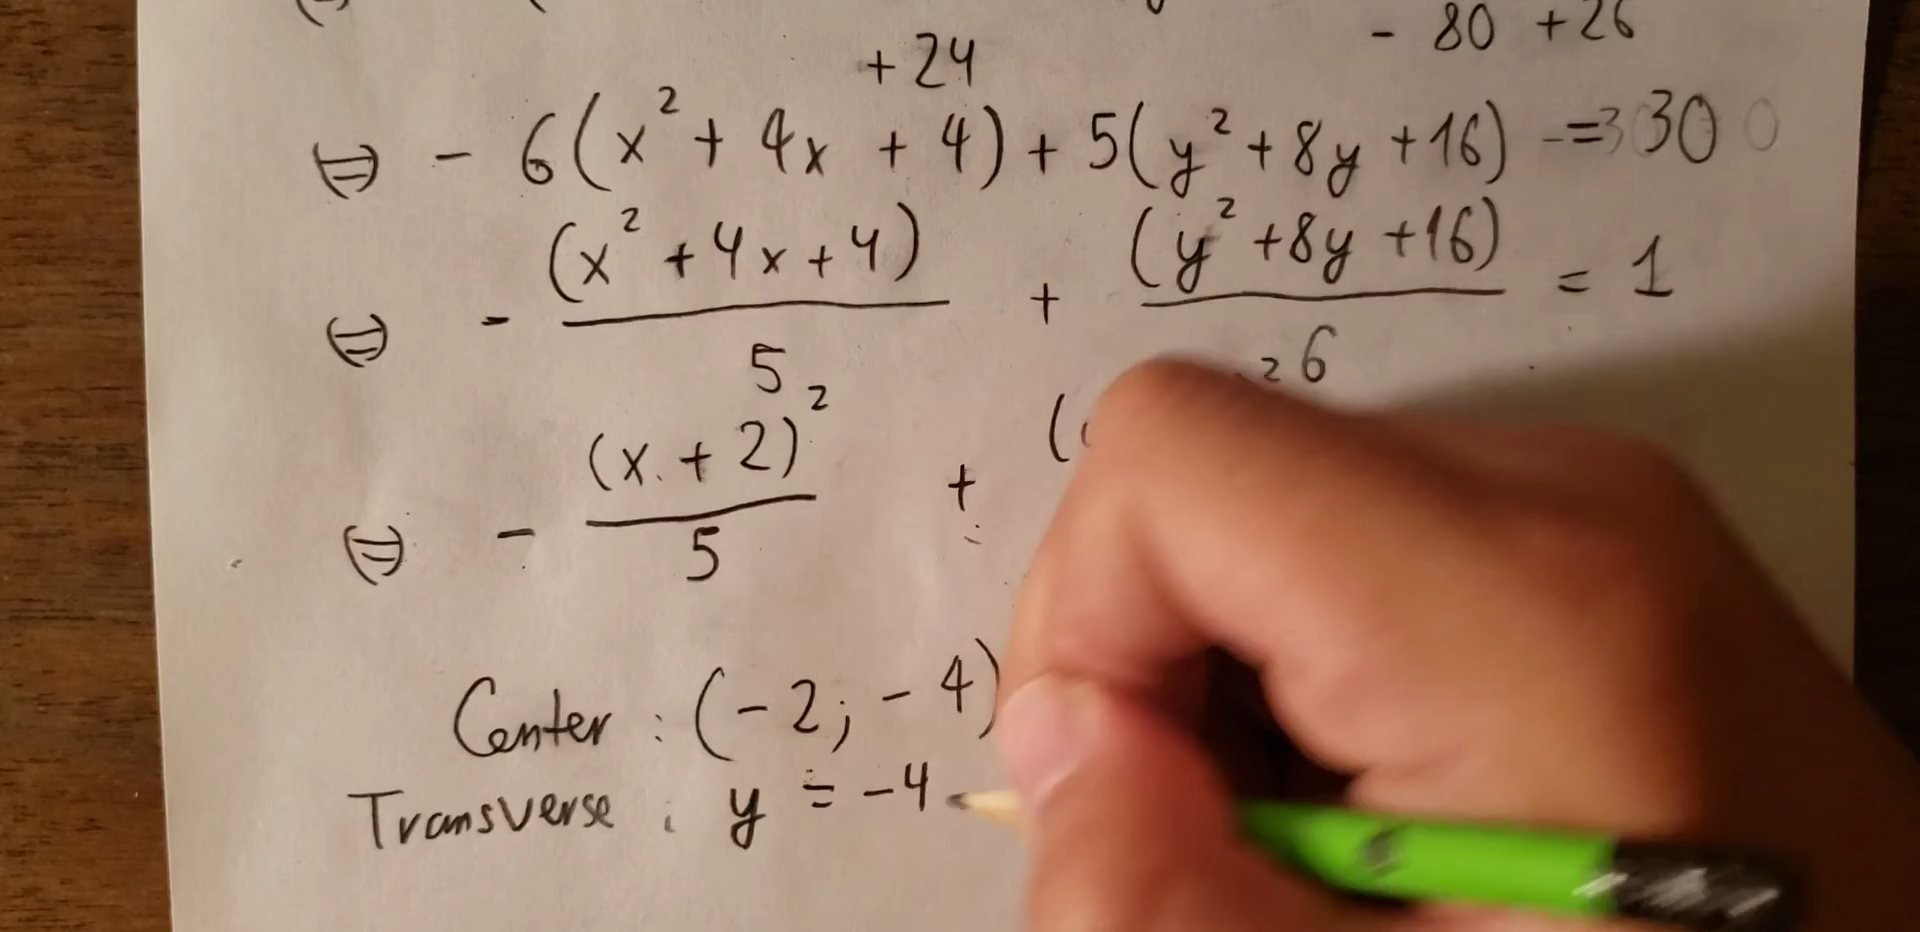 +24 - 80 +26
⇔ - 6(x² + 4x + 4) + 5(y² + 8y + 16) = 30
⇔ - (x² + 4x + 4)/5 + (y² + 8y + 16)/6 = 1
⇔ - (x + 2)²/5 + (
Center : (-2; -4)
Transverse : y = -4